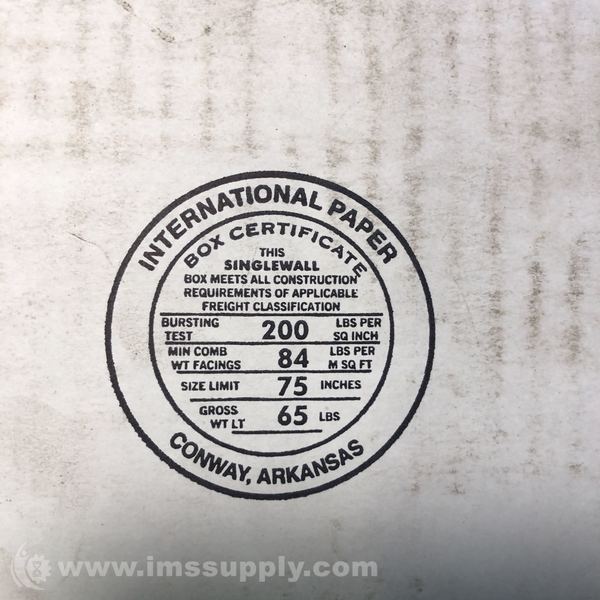 INTERNATIONAL PAPER
BOX CERTIFICATE
THIS
SINGLEWALL
BOX MEETS ALL CONSTRUCTION
REQUIREMENTS OF APPLICABLE
FREIGHT CLASSIFICATION
BURSTING TEST 200 LBS PER SQ INCH
MIN COMB WT FACINGS 84 LBS PER M SQ FT
SIZE LIMIT 75 INCHES
GROSS WT LT 65 LBS
CONWAY, ARKANSAS
www.imssupply.com